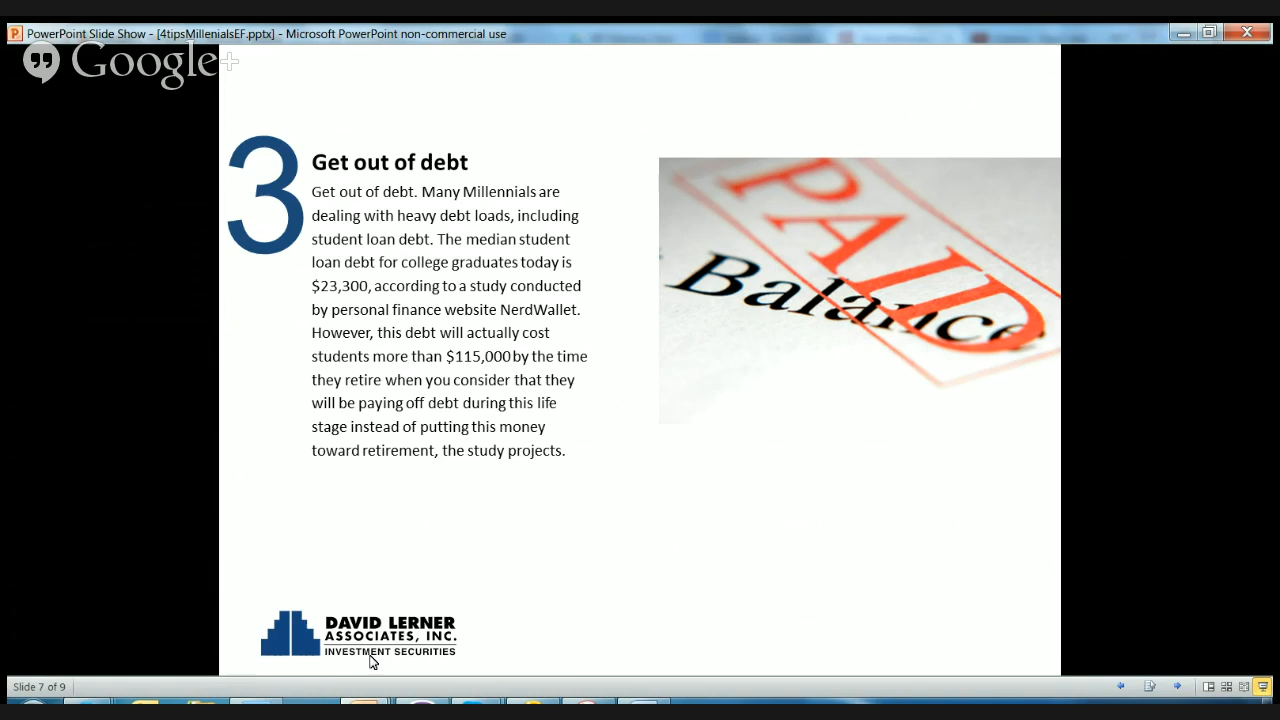 PowerPoint Slide Show - [4tipsMillenialsEF.pptx] - Microsoft PowerPoint non-commercial use
Google+
3
Get out of debt
Get out of debt. Many Millennials are
dealing with heavy debt loads, including
student loan debt. The median student
loan debt for college graduates today is
$23,300, according to a study conducted
by personal finance website NerdWallet.
However, this debt will actually cost
students more than $115,000 by the time
they retire when you consider that they
will be paying off debt during this life
stage instead of putting this money
toward retirement, the study projects.
PAID
Balance
DAVID LERNER
ASSOCIATES, INC.
INVESTMENT SECURITIES
Slide 7 of 9